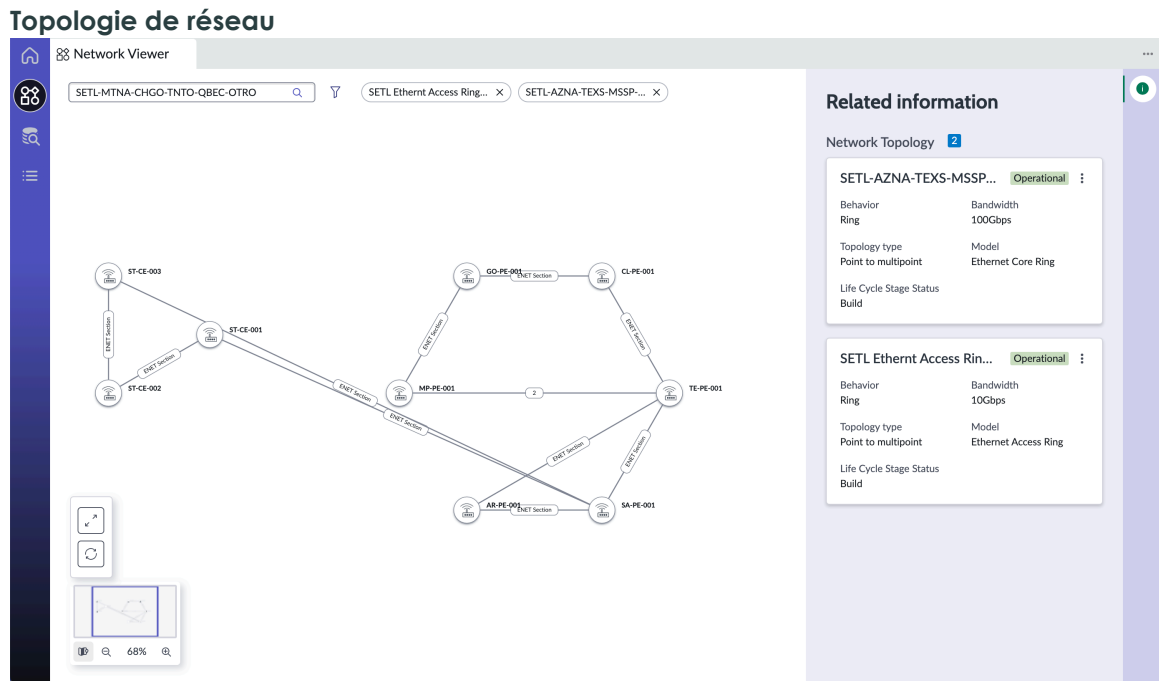 Topologie de réseau
Network Viewer
SETL-MTNA-CHGO-TNTO-QBEC-OTRO
SETL Ethernt Access Ring...
SETL-AZNA-TEXS-MSSP-...
ST-CE-003
GO-PE-001
ENET Section
CL-PE-001
ENET Section
ST-CE-001
ENET Section
ENET Section
ENET Section
ST-CE-002
ENET Section
MP-PE-001
2
TE-PE-001
ENET Section
ENET Section
ENET Section
AR-PE-001
ENET Section
SA-PE-001
68%
Related information
Network Topology 2
SETL-AZNA-TEXS-MSSP... Operational
Behavior Bandwidth
Ring 100Gbps
Topology type Model
Point to multipoint Ethernet Core Ring
Life Cycle Stage Status
Build
SETL Ethernt Access Rin... Operational
Behavior Bandwidth
Ring 10Gbps
Topology type Model
Point to multipoint Ethernet Access Ring
Life Cycle Stage Status
Build